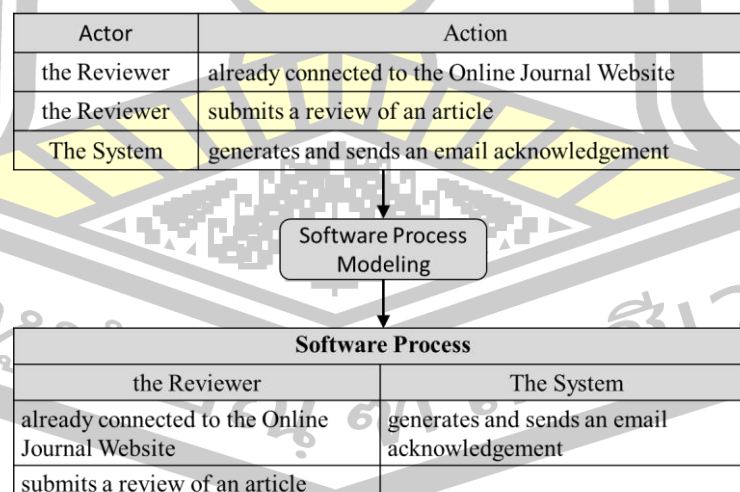 Actor Action
the Reviewer already connected to the Online Journal Website
the Reviewer submits a review of an article
The System generates and sends an email acknowledgement
Software Process
Modeling
Software Process
the Reviewer The System
already connected to the Online generates and sends an email
Journal Website acknowledgement
submits a review of an article